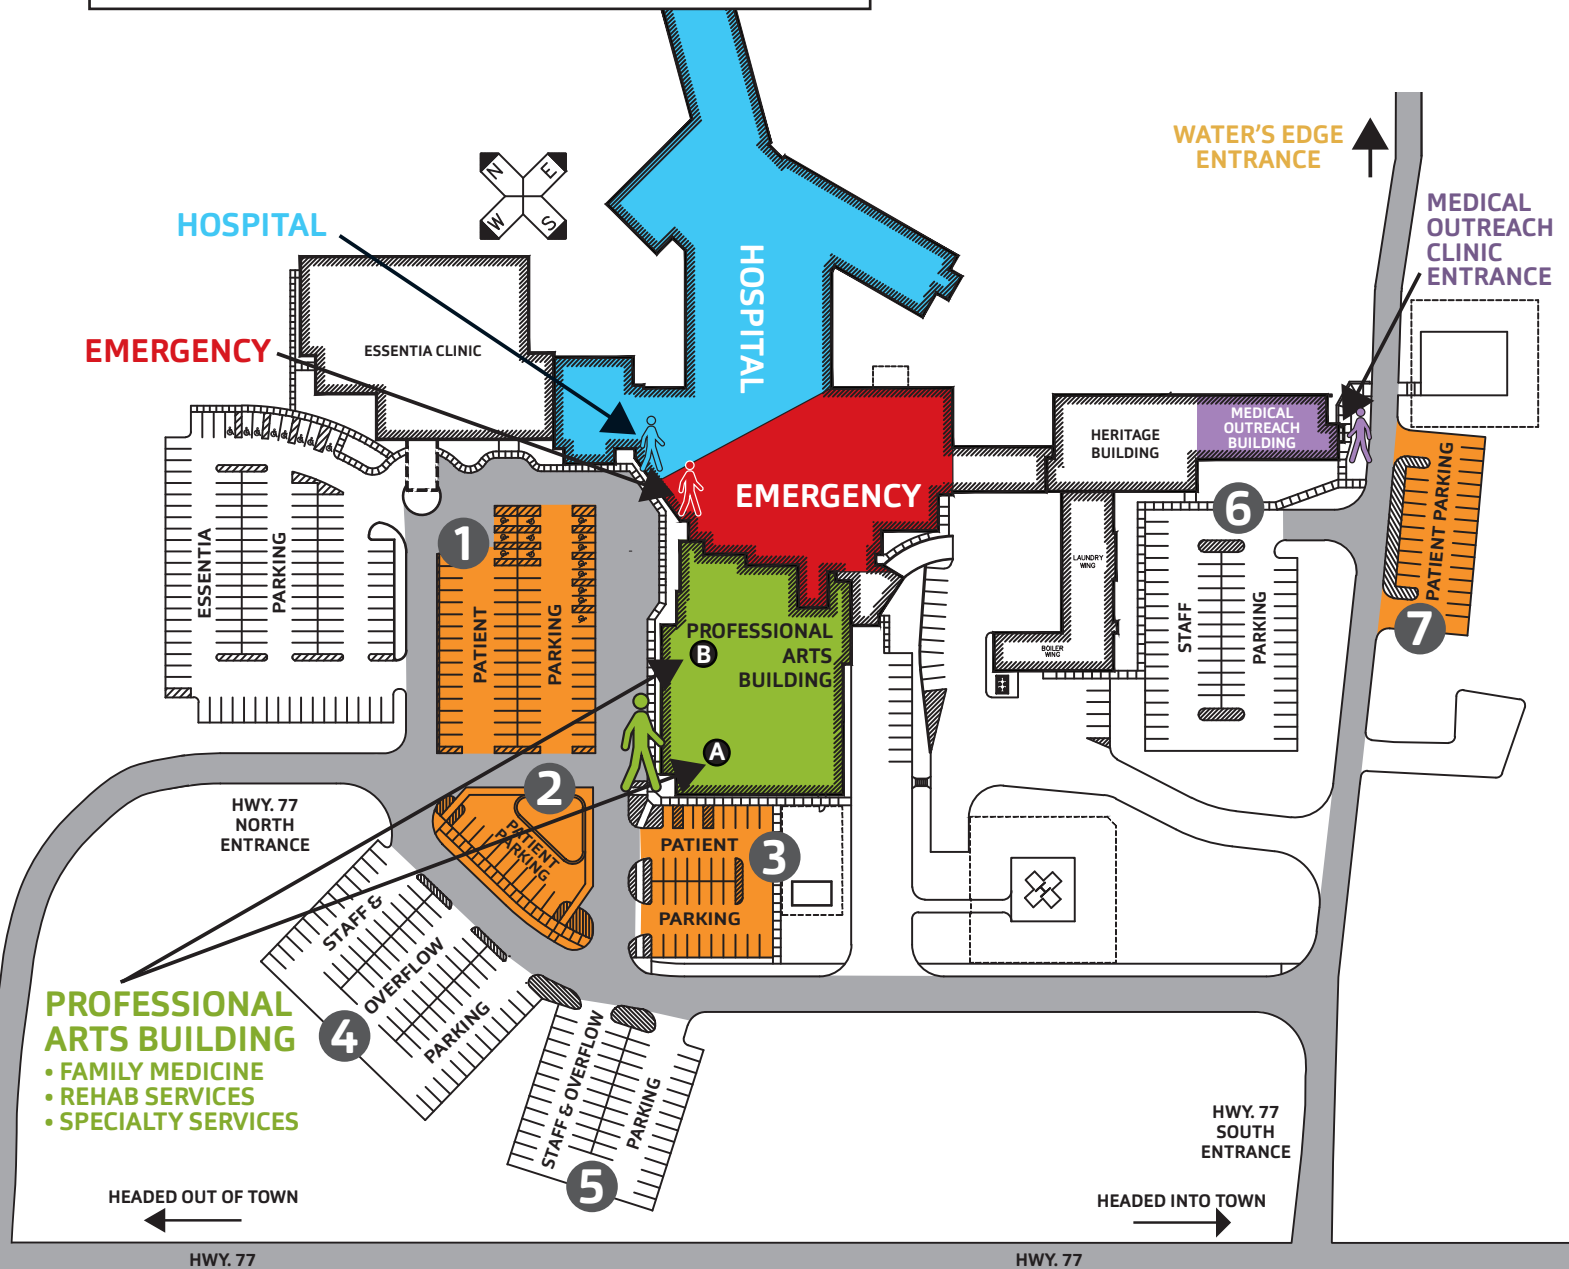 WATER'S EDGE
ENTRANCE
N
E
W
S
MEDICAL
OUTREACH
CLINIC
ENTRANCE
HOSPITAL
HOSPITAL
EMERGENCY
ESSENTIA CLINIC
MEDICAL
OUTREACH
BUILDING
HERITAGE
BUILDING
EMERGENCY
PATIENT PARKING
7
6
1
ESSENTIA
PARKING
PATIENT
PARKING
LAUNDRY
WING
BOILER
WING
STAFF
PARKING
PROFESSIONAL
ARTS
BUILDING
B
A
2
PATIENT
PARKING
HWY. 77
NORTH
ENTRANCE
PATIENT
3
PARKING
STAFF &
OVERFLOW
PARKING
4
PROFESSIONAL
ARTS BUILDING
• FAMILY MEDICINE
• REHAB SERVICES
• SPECIALTY SERVICES
STAFF & OVERFLOW
PARKING
5
HWY. 77
SOUTH
ENTRANCE
HEADED OUT OF TOWN
HEADED INTO TOWN
HWY. 77
HWY. 77